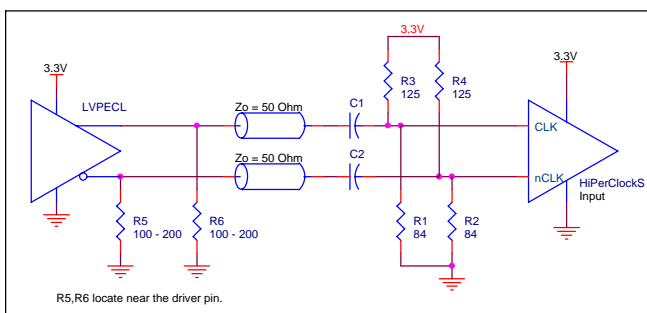 3.3V
3.3V
3.3V
R3
125
R4
125
LVPECL
Zo = 50 Ohm
C1
CLK
Zo = 50 Ohm
C2
nCLK
HiPerClockS
Input
R5
100 - 200
R6
100 - 200
R1
84
R2
84
R5,R6 locate near the driver pin.